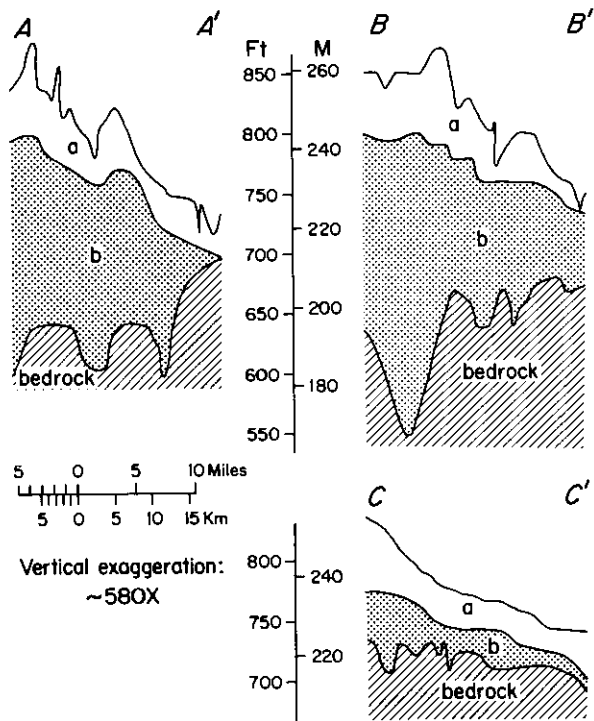 A A'
Ft M
B B'
850 260
a
a
800
240
750
b
b
220
700
650
200
600
bedrock
180
bedrock
550
5 0 5 10 Miles
5 0 5 10 15 Km
Vertical exaggeration:
~580X
C C'
800
240
a
750
b
220
700
bedrock